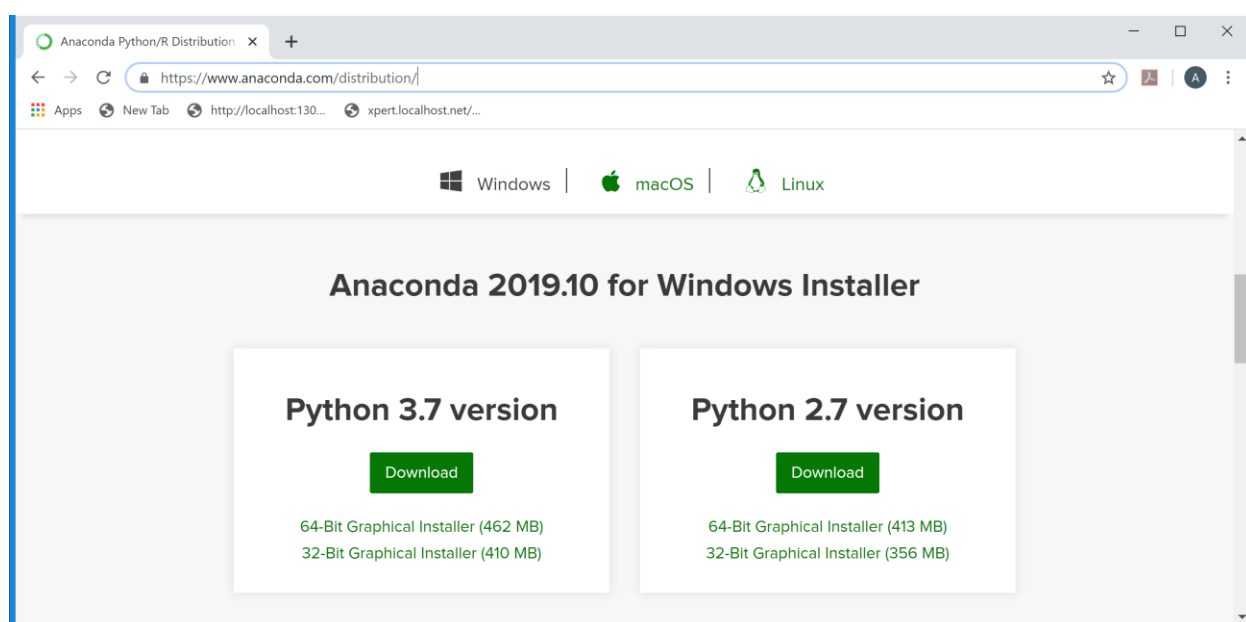 Anaconda Python/R Distribution
https://www.anaconda.com/distribution/
A
Apps New Tab http://localhost:130... xpert.localhost.net/...
Windows macOS Linux
Anaconda 2019.10 for Windows Installer
Python 3.7 version
Download
64-Bit Graphical Installer (462 MB)
32-Bit Graphical Installer (410 MB)
Python 2.7 version
Download
64-Bit Graphical Installer (413 MB)
32-Bit Graphical Installer (356 MB)